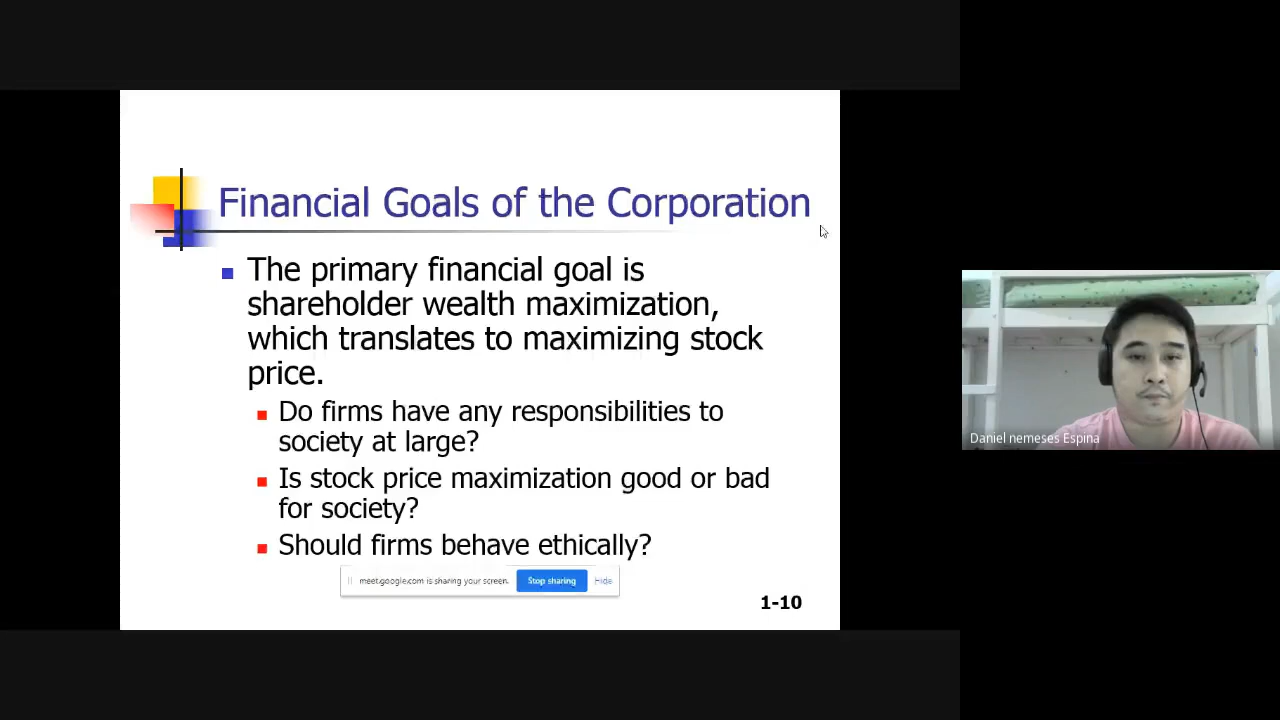 Financial Goals of the Corporation
The primary financial goal is
shareholder wealth maximization,
which translates to maximizing stock
price.
Do firms have any responsibilities to
society at large?
Is stock price maximization good or bad
for society?
Should firms behave ethically?
meet.google.com is sharing your screen.
Stop sharing
Hide
1-10
Daniel nemeses Espina